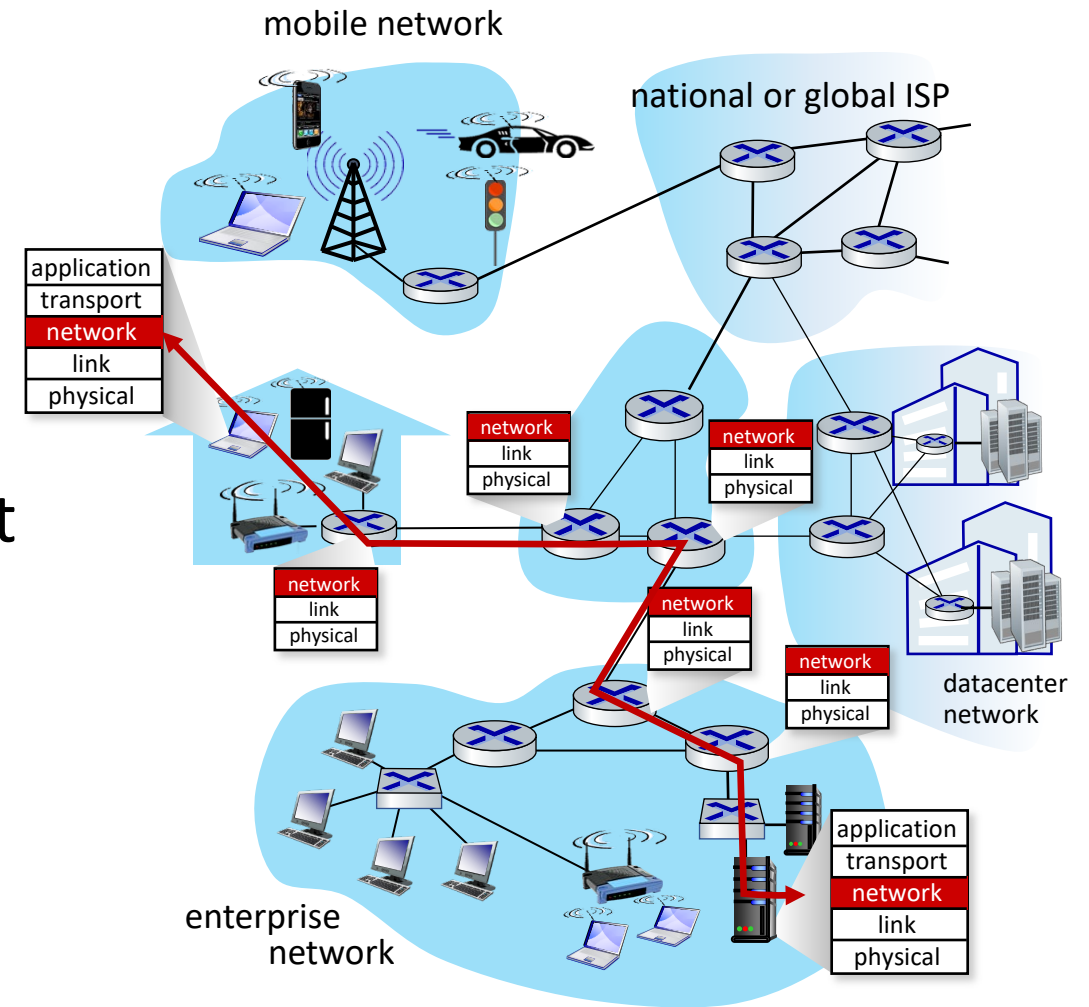 mobile network
national or global ISP
application
transport
network
link
physical
network
link
physical
network
link
physical
t
network
link
physical
network
link
physical
network
link
physical
datacenter
network
application
transport
network
link
physical
enterprise
network